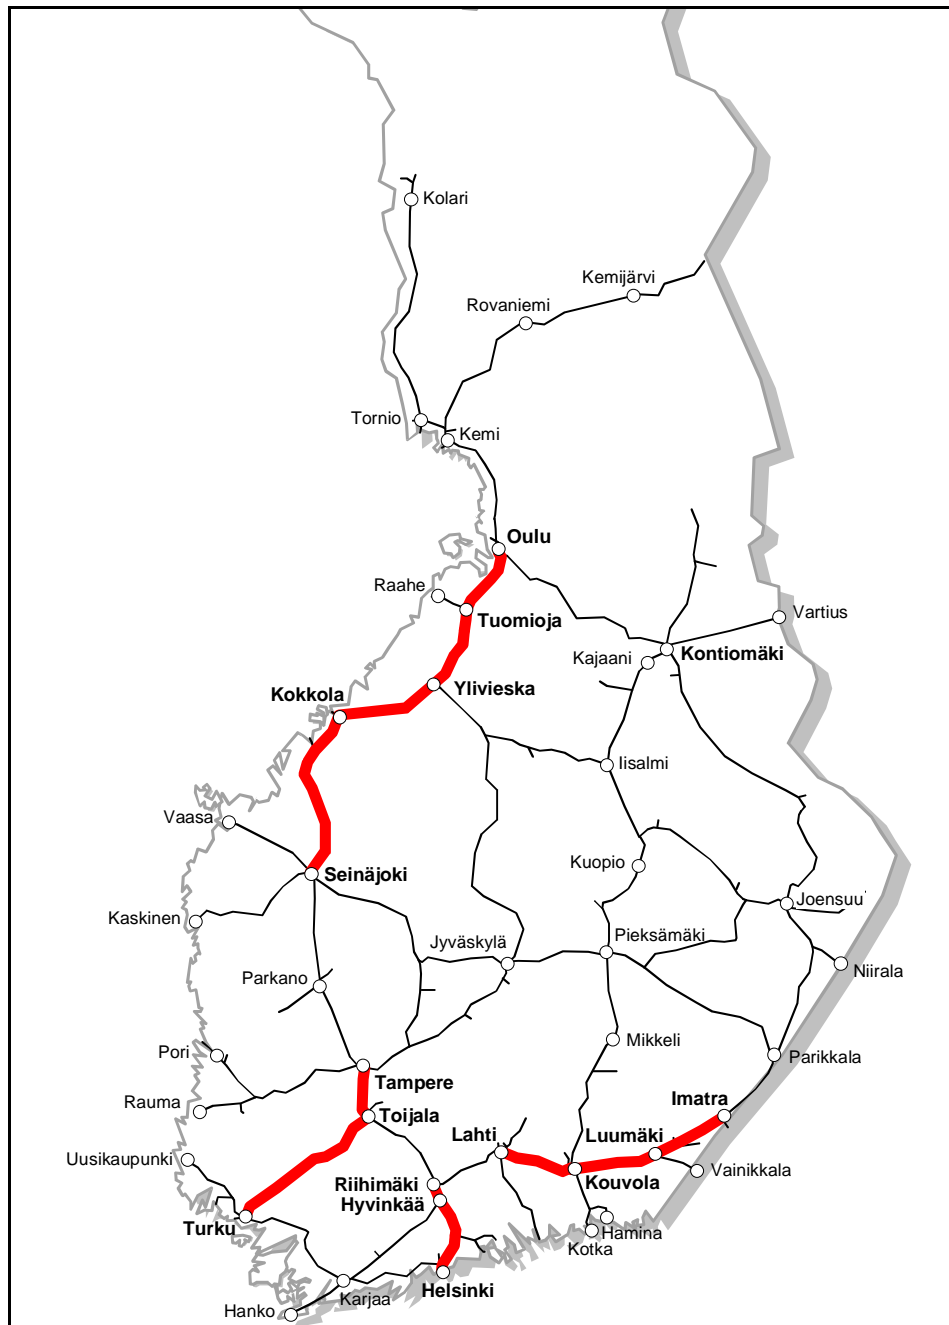 Kolari
Kemijärvi
Rovaniemi
Tornio
Kemi
Oulu
Raahe
Tuomioja
Vartius
Kontiomäki
Kajaani
Ylivieska
Kokkola
Iisalmi
Vaasa
Kuopio
Seinäjoki
Joensuu
Kaskinen
Pieksämäki
Jyväskylä
Niirala
Parkano
Mikkeli
Pori
Parikkala
Tampere
Rauma
Imatra
Toijala
Lahti
Luumäki
Uusikaupunki
Vainikkala
Kouvola
Riihimäki
Hyvinkää
Turku
Hamina
Kotka
Helsinki
Karjaa
Hanko